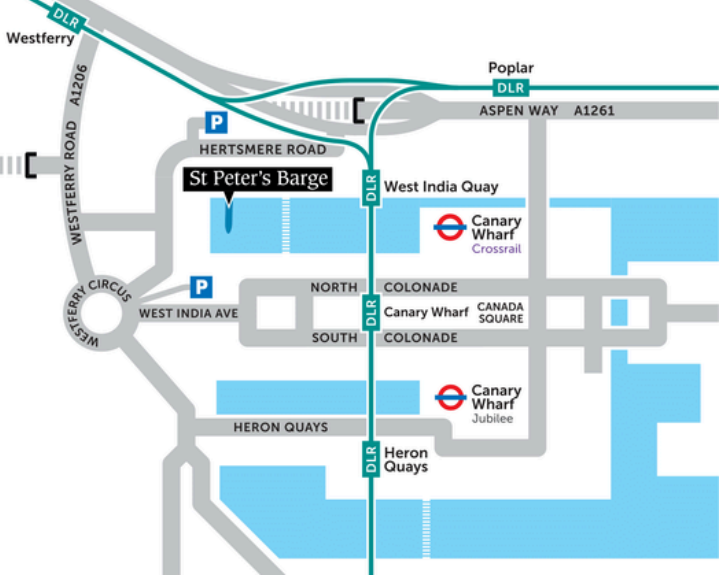 DLR
Westferry
Poplar
DLR
A1206
ASPEN WAY A1261
P
HERTSMERE ROAD
WESTFERRY ROAD
St Peter's Barge
DLR
West India Quay
Canary
Wharf
Crossrail
P
NORTH COLONADE
WESTFERRY CIRCUS
WEST INDIA AVE
DLR
Canary Wharf
CANADA
SQUARE
SOUTH COLONADE
Canary
Wharf
Jubilee
HERON QUAYS
DLR
Heron
Quays